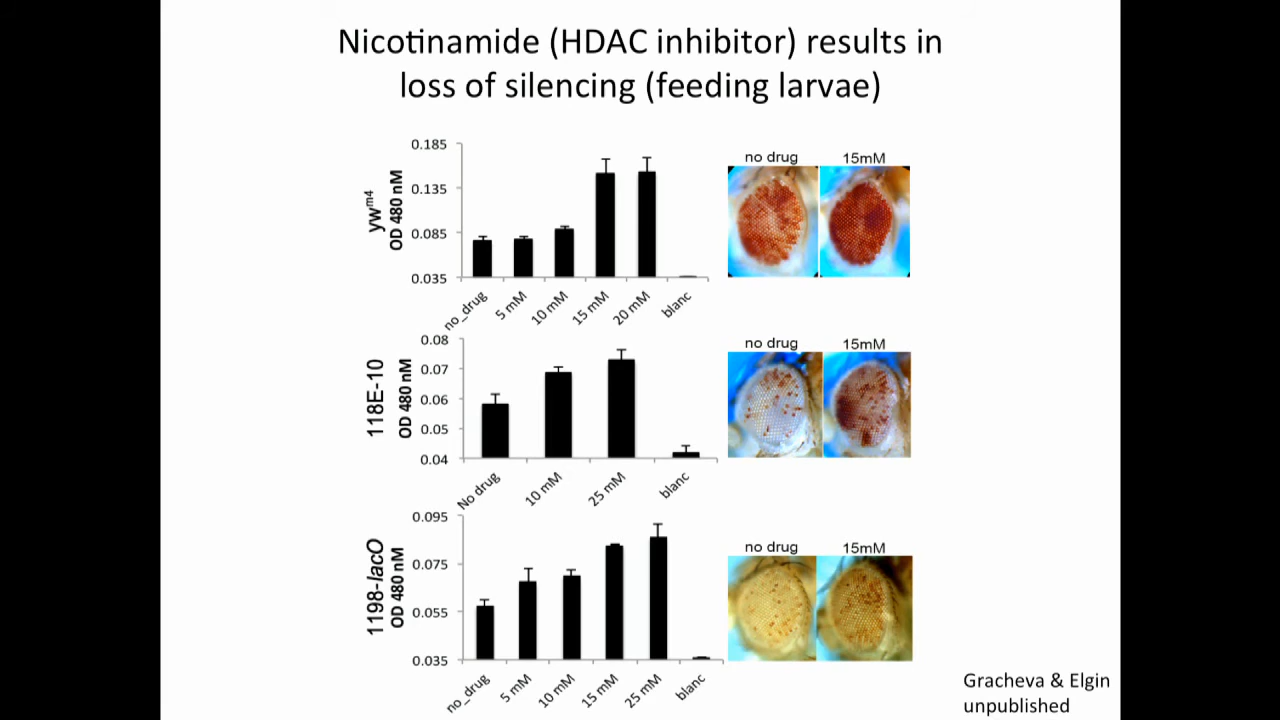 Nicotinamide (HDAC inhibitor) results in
loss of silencing (feeding larvae)
yw^m4
OD 480 nM
0.185
0.135
0.085
0.035
no_drug
5 mM
10 mM
15 mM
20 mM
blanc
no drug
15mM
118E-10
OD 480 nM
0.08
0.07
0.06
0.05
0.04
No drug
10 mM
25 mM
blanc
no drug
15mM
1198-lacO
OD 480 nM
0.095
0.075
0.055
0.035
no_drug
5 mM
10 mM
15 mM
25 mM
blanc
no drug
15mM
Gracheva & Elgin
unpublished